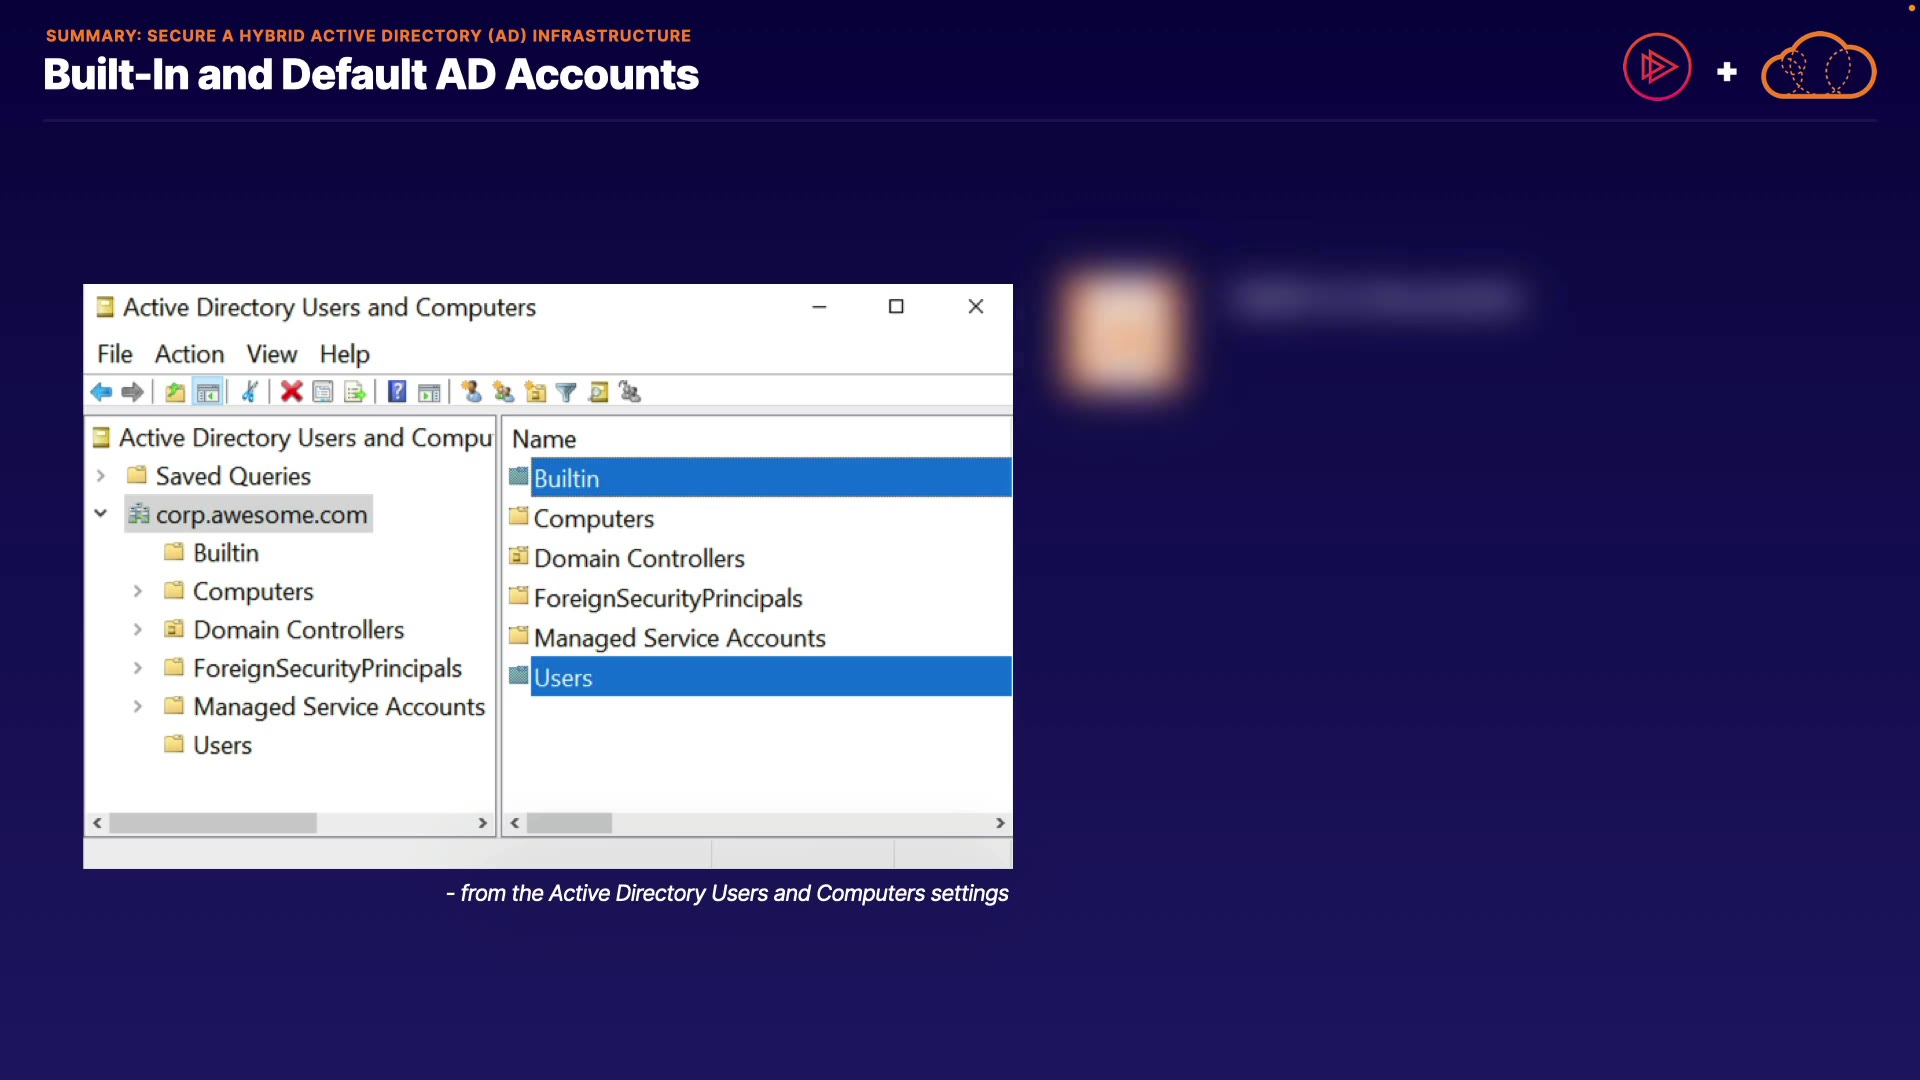 SUMMARY: SECURE A HYBRID ACTIVE DIRECTORY (AD) INFRASTRUCTURE
Built-In and Default AD Accounts
Active Directory Users and Computers
File Action View Help
Active Directory Users and Compu
Saved Queries
corp.awesome.com
Builtin
Computers
Domain Controllers
ForeignSecurityPrincipals
Managed Service Accounts
Users
Name
Builtin
Computers
Domain Controllers
ForeignSecurityPrincipals
Managed Service Accounts
Users
- from the Active Directory Users and Computers settings